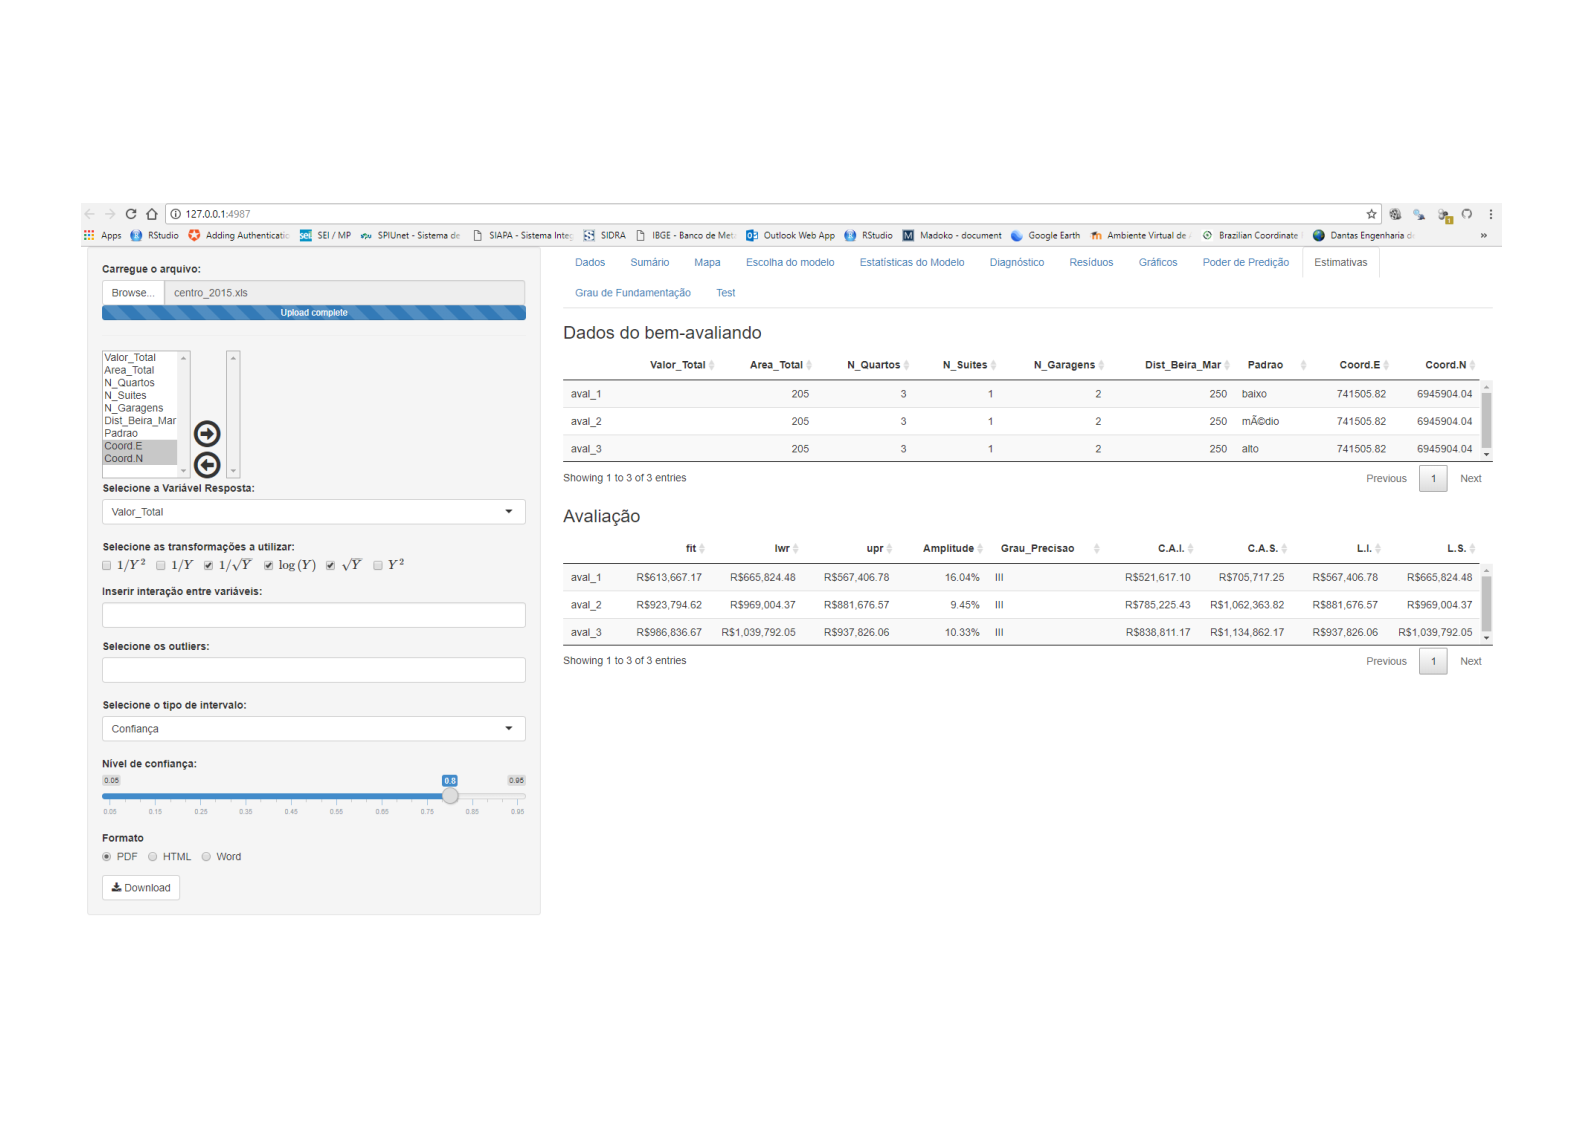 127.0.0.1:4987
Apps RStudio Adding Authenticatic SEI / MP SPIUnet - Sistema de SIAPA - Sistema Integ SIDRA IBGE - Banco de Met Outlook Web App RStudio Madoko - document Google Earth Ambiente Virtual de Brazilian Coordinate Dantas Engenharia de »
Carregue o arquivo:
Browse... centro_2015.xls
Upload complete
Valor_Total
Area_Total
N_Quartos
N_Suites
N_Garagens
Dist_Beira_Mar
Padrao
Coord.E
Coord.N
Selecione a Variável Resposta:
Valor_Total
Selecione as transformações a utilizar:
1/Y² 1/Y 1/√Y log (Y) √Y Y²
Inserir interação entre variáveis:
Selecione os outliers:
Selecione o tipo de intervalo:
Confiança
Nível de confiança:
0.05 0.8 0.95
0.05 0.15 0.25 0.35 0.45 0.55 0.65 0.75 0.85 0.95
Formato
PDF HTML Word
Download
Dados Sumário Mapa Escolha do modelo Estatísticas do Modelo Diagnóstico Resíduos Gráficos Poder de Predição Estimativas
Grau de Fundamentação Test
Dados do bem-avaliando
Valor_Total Area_Total N_Quartos N_Suites N_Garagens Dist_Beira_Mar Padrao Coord.E Coord.N
aval_1 205 3 1 2 250 baixo 741505.82 6945904.04
aval_2 205 3 1 2 250 mÃ©dio 741505.82 6945904.04
aval_3 205 3 1 2 250 alto 741505.82 6945904.04
Showing 1 to 3 of 3 entries Previous 1 Next
Avaliação
fit lwr upr Amplitude Grau_Precisao C.A.I. C.A.S. L.I. L.S.
aval_1 R$613,667.17 R$665,824.48 R$567,406.78 16.04% III R$521,617.10 R$705,717.25 R$567,406.78 R$665,824.48
aval_2 R$923,794.62 R$969,004.37 R$881,676.57 9.45% III R$785,225.43 R$1,062,363.82 R$881,676.57 R$969,004.37
aval_3 R$986,836.67 R$1,039,792.05 R$937,826.06 10.33% III R$838,811.17 R$1,134,862.17 R$937,826.06 R$1,039,792.05
Showing 1 to 3 of 3 entries Previous 1 Next